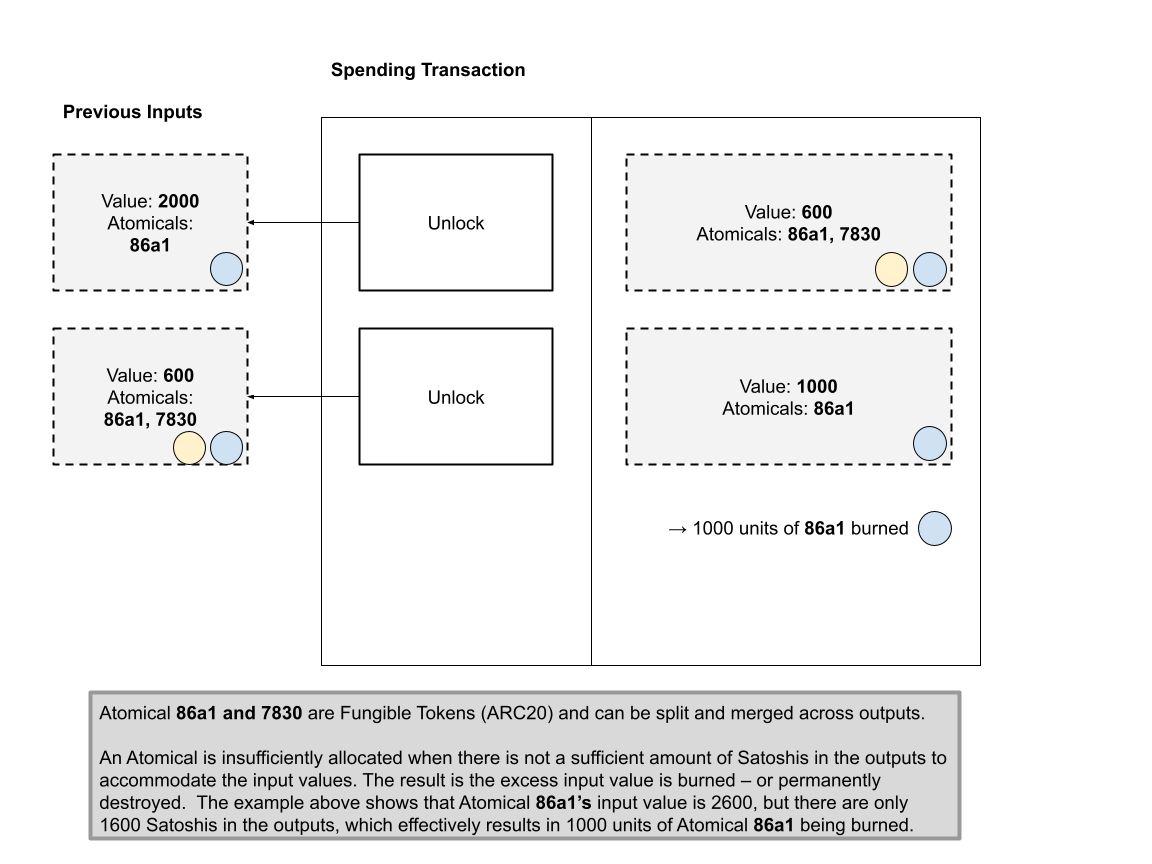 Spending Transaction
Previous Inputs
Value: 2000
Atomicals:
86a1
Unlock
Value: 600
Atomicals: 86a1, 7830
Value: 600
Atomicals:
86a1, 7830
Unlock
Value: 1000
Atomicals: 86a1
→ 1000 units of 86a1 burned
Atomical 86a1 and 7830 are Fungible Tokens (ARC20) and can be split and merged across outputs.
An Atomical is insufficiently allocated when there is not a sufficient amount of Satoshis in the outputs to
accommodate the input values. The result is the excess input value is burned – or permanently
destroyed.  The example above shows that Atomical 86a1’s input value is 2600, but there are only
1600 Satoshis in the outputs, which effectively results in 1000 units of Atomical 86a1 being burned.